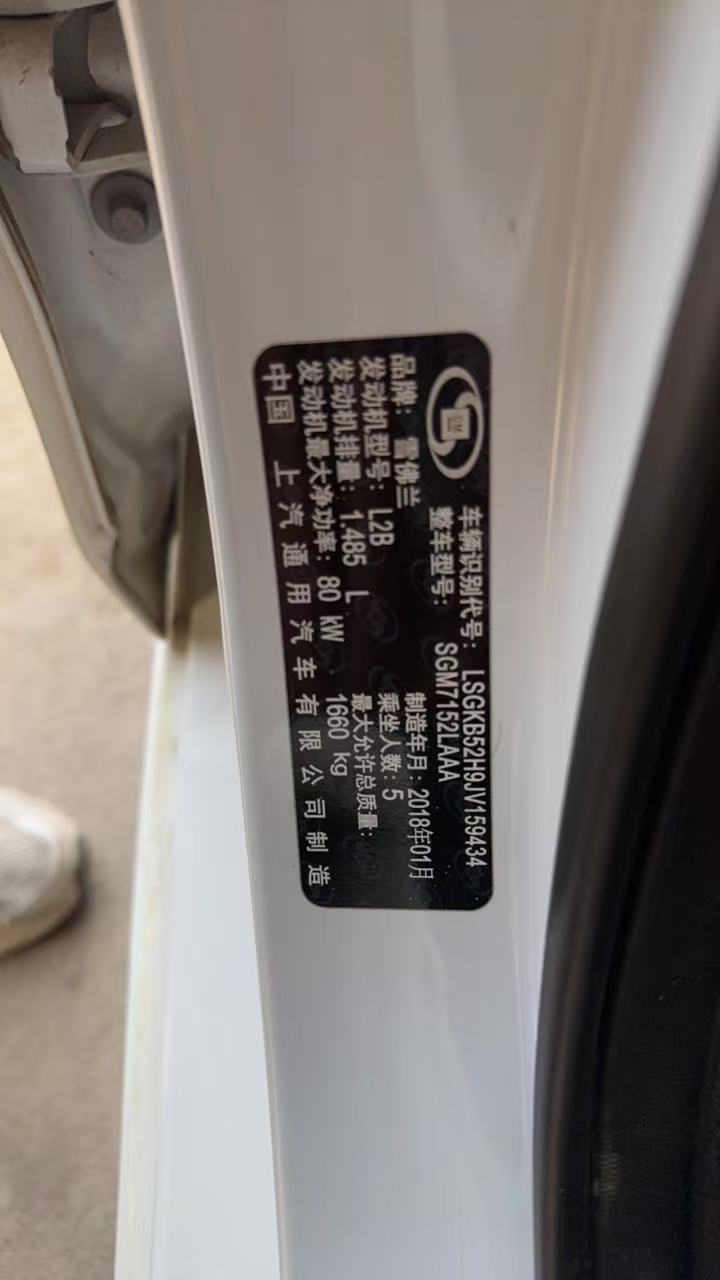 车辆识别代号: LSGKB52H9JV159434
整车型号: SGM7152LAAA
品牌: 雪佛兰
制造年月: 2018年01月
发动机型号: L2B
乘坐人数: 5
发动机排量: 1.485 L
最大允许总质量: 1660 kg
发动机最大净功率: 80 kW
中国 上汽通用汽车有限公司制造